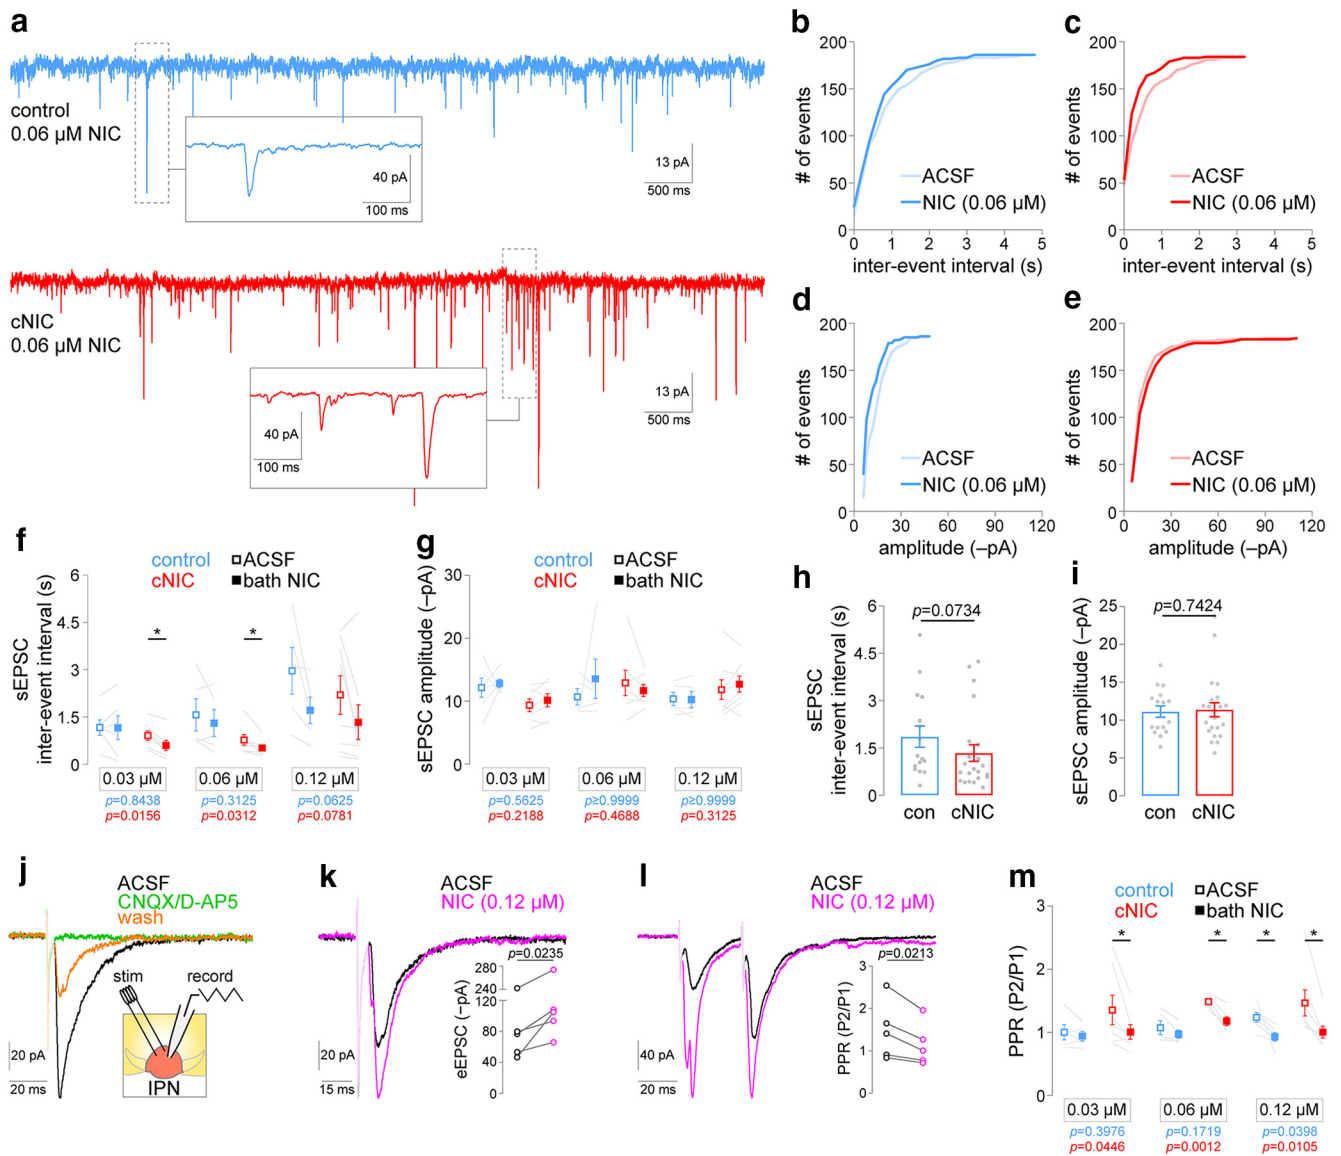 a
control
0.06 µM NIC
40 pA
100 ms
13 pA
500 ms
cNIC
0.06 µM NIC
40 pA
100 ms
13 pA
500 ms
b
# of events
200
150
100
50
0
ACSF
NIC (0.06 µM)
0 1 2 3 4 5
inter-event interval (s)
c
# of events
200
150
100
50
0
ACSF
NIC (0.06 µM)
0 1 2 3 4 5
inter-event interval (s)
d
# of events
200
150
100
50
0
ACSF
NIC (0.06 µM)
0 30 60 90 120
amplitude (–pA)
e
# of events
200
150
100
50
0
ACSF
NIC (0.06 µM)
0 30 60 90 120
amplitude (–pA)
f
sEPSC
inter-event interval (s)
control ACSF
cNIC bath NIC
6
4.5
3
1.5
0
* *
0.03 µM 0.06 µM 0.12 µM
p=0.8438 p=0.3125 p=0.0625
p=0.0156 p=0.0312 p=0.0781
g
sEPSC amplitude (–pA)
control ACSF
cNIC bath NIC
30
20
10
0
0.03 µM 0.06 µM 0.12 µM
p=0.5625 p≥0.9999 p≥0.9999
p=0.2188 p=0.4688 p=0.3125
h
sEPSC
inter-event interval (s)
p=0.0734
6
4.5
3
1.5
0
con cNIC
i
sEPSC amplitude (–pA)
p=0.7424
25
20
15
10
5
0
con cNIC
j
ACSF
CNQX/D-AP5
wash
stim record
IPN
20 pA
20 ms
k
ACSF
NIC (0.12 µM)
p=0.0235
eEPSC (–pA)
280
240
120
80
40
0
20 pA
15 ms
l
ACSF
NIC (0.12 µM)
p=0.0213
PPR (P2/P1)
3
2
1
0
40 pA
20 ms
m
PPR (P2/P1)
control ACSF
cNIC bath NIC
3
2
1
0
* * * *
0.03 µM 0.06 µM 0.12 µM
p=0.3976 p=0.1719 p=0.0398
p=0.0446 p=0.0012 p=0.0105